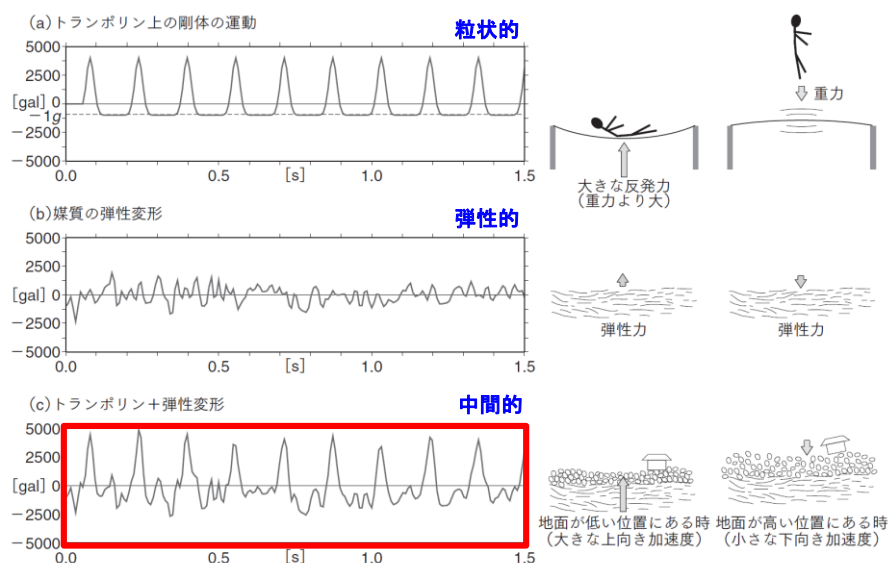 (a)トランポリン上の剛体の運動
粒状的
5000
2500
[gal] 0
−1g
−2500
−5000
0.0 0.5 [s] 1.0 1.5
重力
大きな反発力
(重力より大)
(b)媒質の弾性変形
弾性的
5000
2500
[gal] 0
−2500
−5000
0.0 0.5 [s] 1.0 1.5
弾性力
弾性力
(c)トランポリン＋弾性変形
中間的
5000
2500
[gal] 0
−2500
−5000
0.0 0.5 [s] 1.0 1.5
地面が低い位置にある時
(大きな上向き加速度)
地面が高い位置にある時
(小さな下向き加速度)